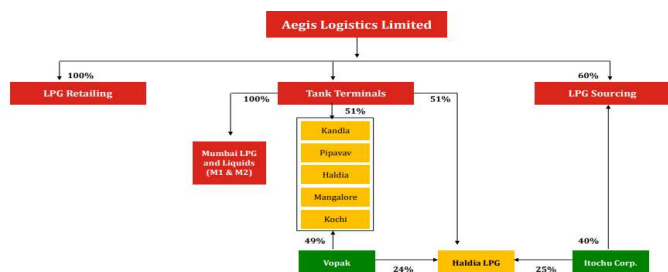 Aegis Logistics Limited
100%
60%
LPG Retailing
Tank Terminals
LPG Sourcing
100%
51%
51%
Kandla
Pipavav
Haldia
Mangalore
Kochi
Mumbai LPG
and Liquids
(M1 & M2)
49%
40%
Vopak
24%
Haldia LPG
25%
Itochu Corp.